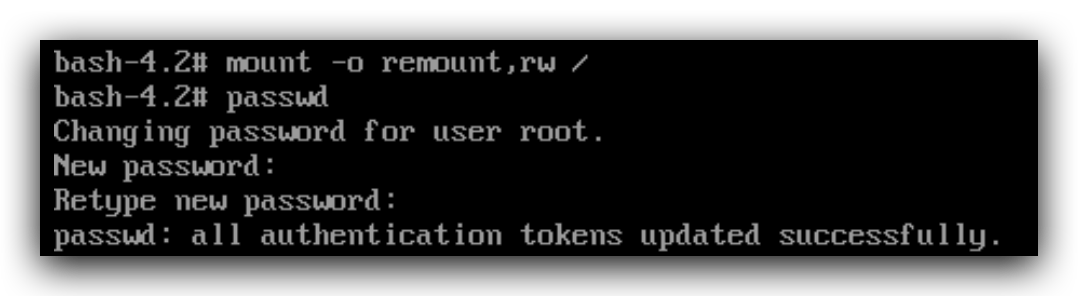 bash-4.2# mount -o remount,rw /
bash-4.2# passwd
Changing password for user root.
New password:
Retype new password:
passwd: all authentication tokens updated successfully.